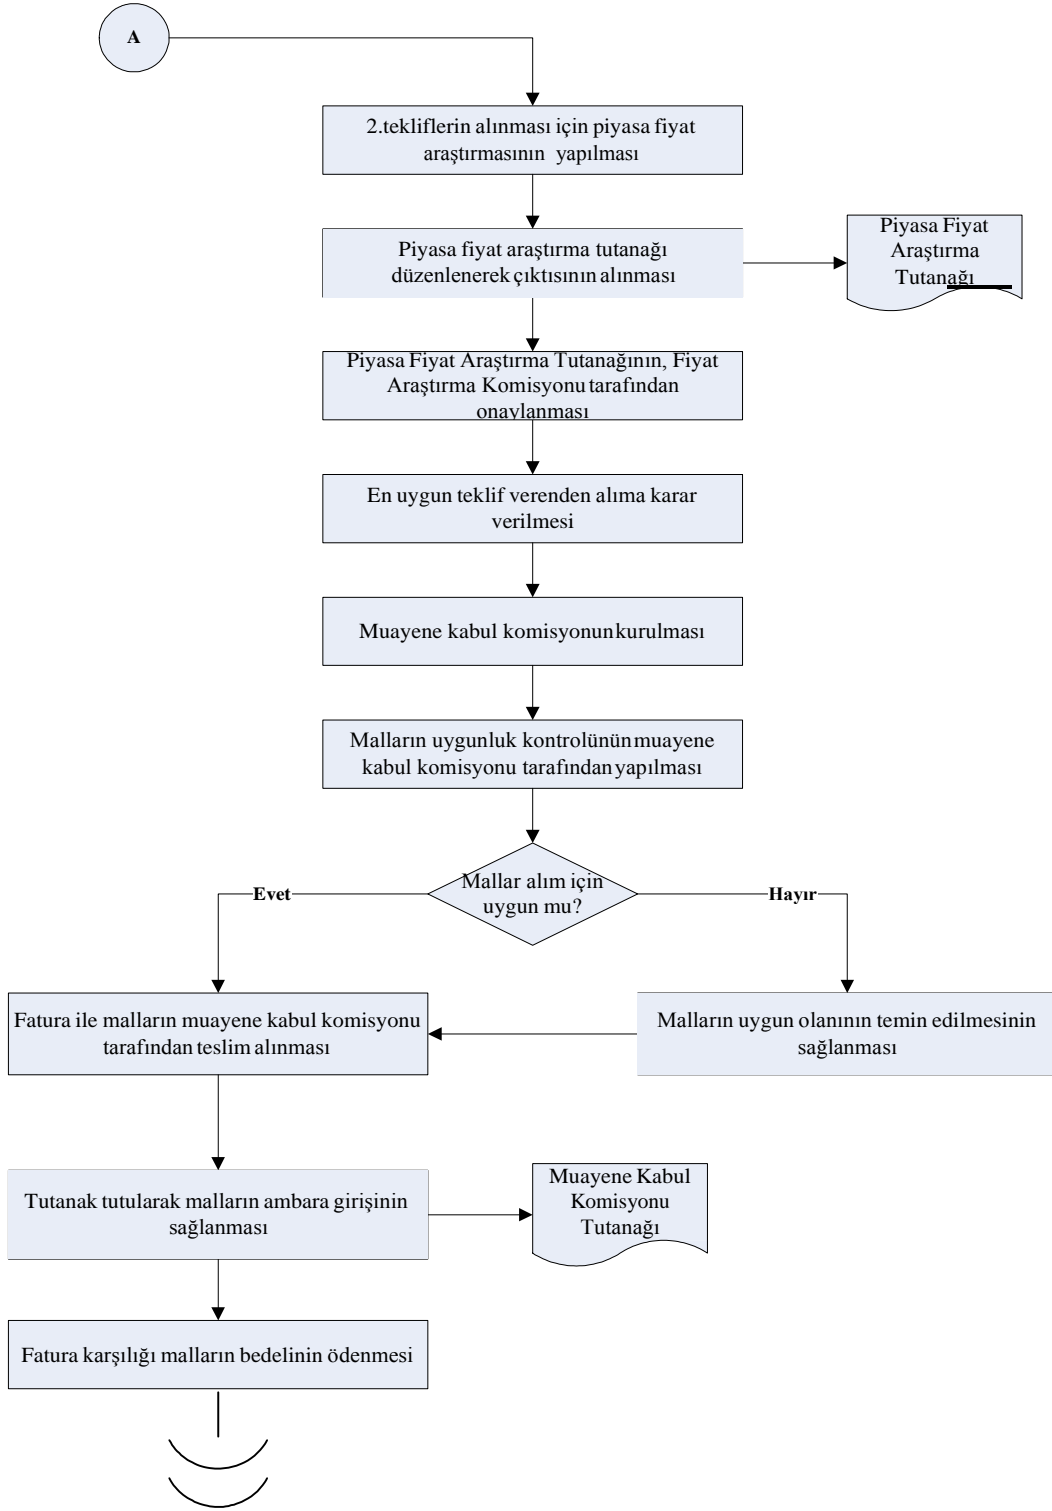 A
2.tekliflerin alınması için piyasa fiyat
araştırmasının yapılması
Piyasa fiyat araştırma tutanağı
düzenlenerek çıktısının alınması
Piyasa Fiyat
Araştırma
Tutanağı
Piyasa Fiyat Araştırma Tutanağının, Fiyat
Araştırma Komisyonu tarafından
onaylanması
En uygun teklif verenden alıma karar
verilmesi
Muayene kabul komisyonun kurulması
Malların uygunluk kontrolünün muayene
kabul komisyonu tarafından yapılması
Mallar alım için
uygun mu?
Evet
Hayır
Fatura ile malların muayene kabul komisyonu
tarafından teslim alınması
Malların uygun olanının temin edilmesinin
sağlanması
Tutanak tutularak malların ambara girişinin
sağlanması
Muayene Kabul
Komisyonu
Tutanağı
Fatura karşılığı malların bedelinin ödenmesi